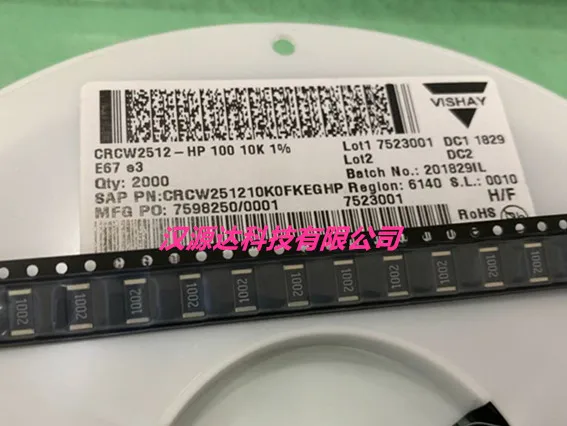 VISHAY
CRCW2512-HP 100 10K 1%
Lot1 7523001 DC1 1829
E67 e3
Lot2 DC2
Qty: 2000
Batch No.: 201829IL
SAP PN:CRCW251210K0FKEGHP Region: 6140 S.L.: 0010
MFG PO: 7598250/0001 7523001 H/F
RoHS
汉源达科技有限公司
1002 1002 1002 1002 2001 1002 1002 1002 1002 1002 1002